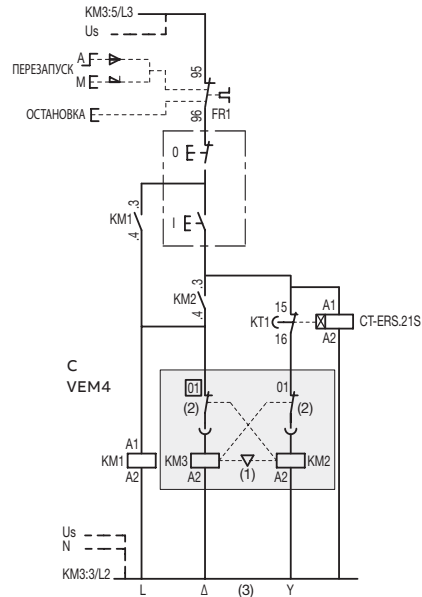 KM3:5/L3
Us
A
ПЕРЕЗАПУСК
M
ОСТАНОВКА
95
96
FR1
0
I
KM1
.3
.4
KM2
.3
.4
KT1
15
16
A1
A2
CT-ERS.21S
C
VEM4
01
(2)
01
(2)
A1
KM1
A2
KM3
A2
(1)
KM2
A2
Us
N
KM3:3/L2
L
Δ
(3)
Y